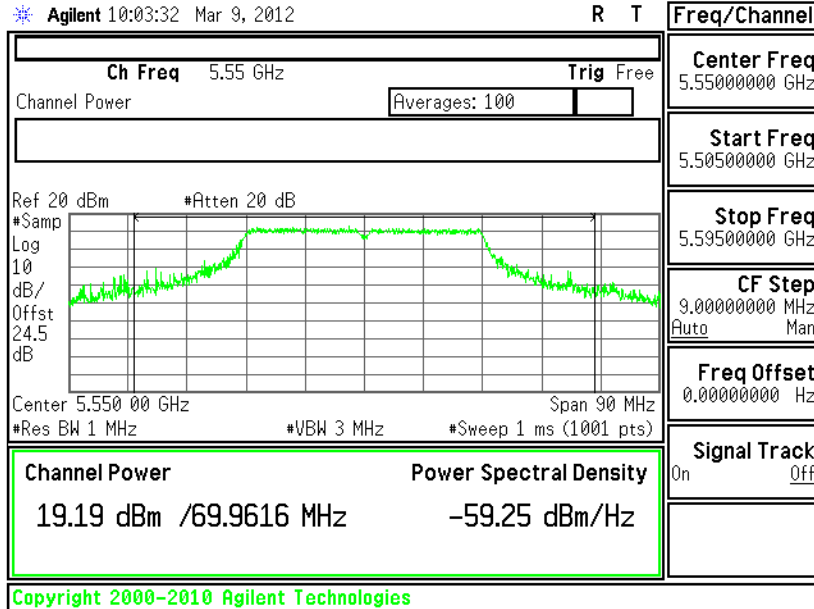 Agilent 10:03:32 Mar 9, 2012 R T
Ch Freq 5.55 GHz Trig Free
Channel Power Averages: 100
Ref 20 dBm #Atten 20 dB
#Samp
Log
10
dB/
Offst
24.5
dB
Center 5.550 00 GHz Span 90 MHz
#Res BW 1 MHz #VBW 3 MHz #Sweep 1 ms (1001 pts)
Channel Power Power Spectral Density
19.19 dBm /69.9616 MHz -59.25 dBm/Hz
Copyright 2000-2010 Agilent Technologies
Freq/Channel
Center Freq
5.55000000 GHz
Start Freq
5.50500000 GHz
Stop Freq
5.59500000 GHz
CF Step
9.00000000 MHz
Auto Man
Freq Offset
0.00000000 Hz
Signal Track
On Off